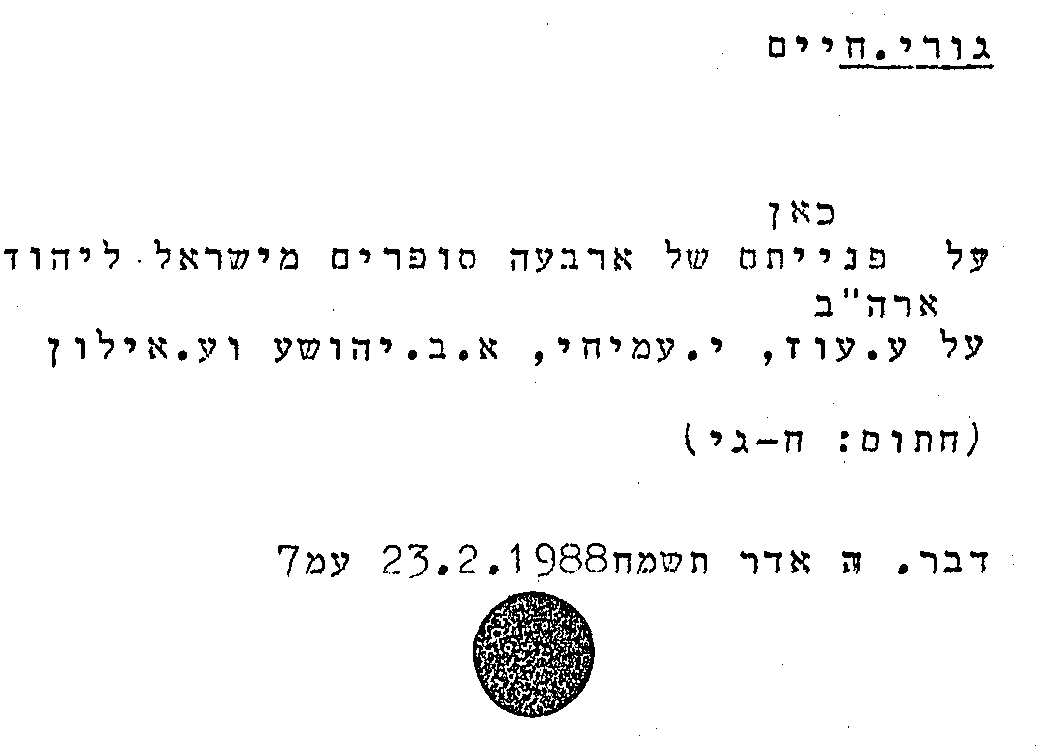 גורי.חיים
כאן
על פנייתם של ארבעה סופרים מישראל ליהוד
ארה"ב
על ע.עוז, י.עמיחי, א.ב.יהושע וע.אילון
(חתום: ח-גי)
דבר. ה אדר תשמח23.2.1988 עמ7